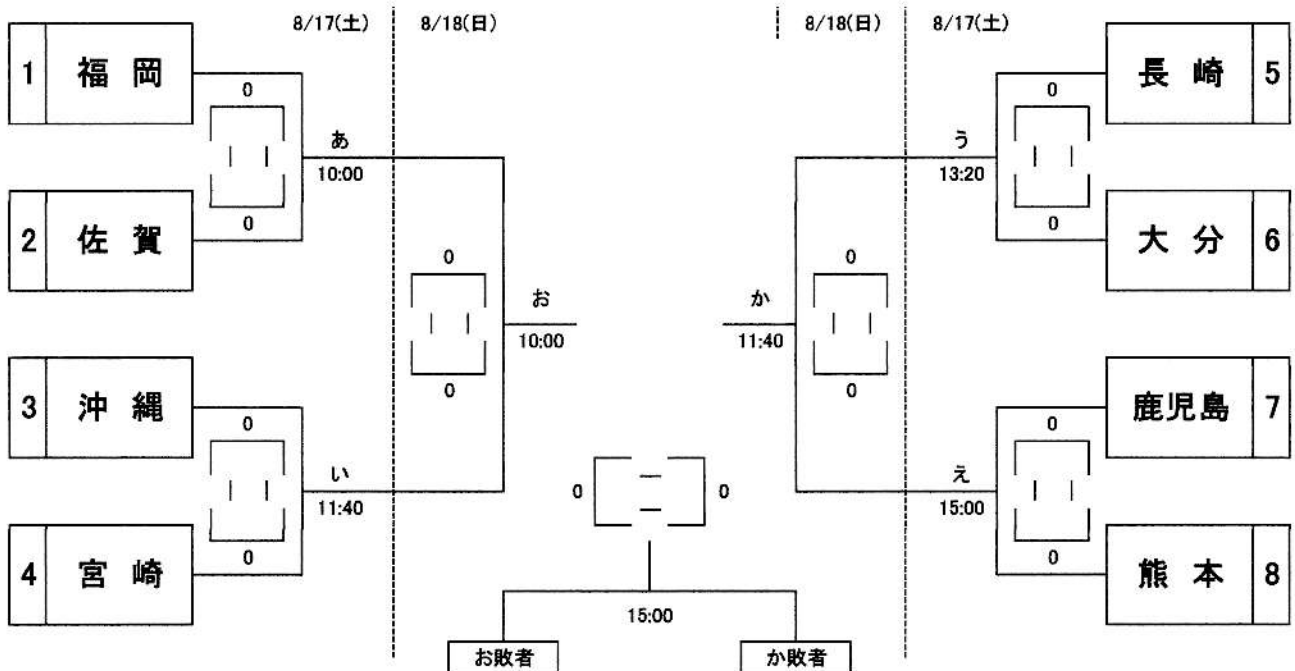 8/17(土) 8/18(日) 8/18(日) 8/17(土)
1 福岡 長崎 5
0 0
あ う
10:00 13:20
0 0
2 佐賀 大分 6
0 0
お か
10:00 11:40
0 0
3 沖縄 鹿児島 7
0 0
い え
11:40 15:00
0 0
0 0
4 宮崎 熊本 8
15:00
お敗者 か敗者